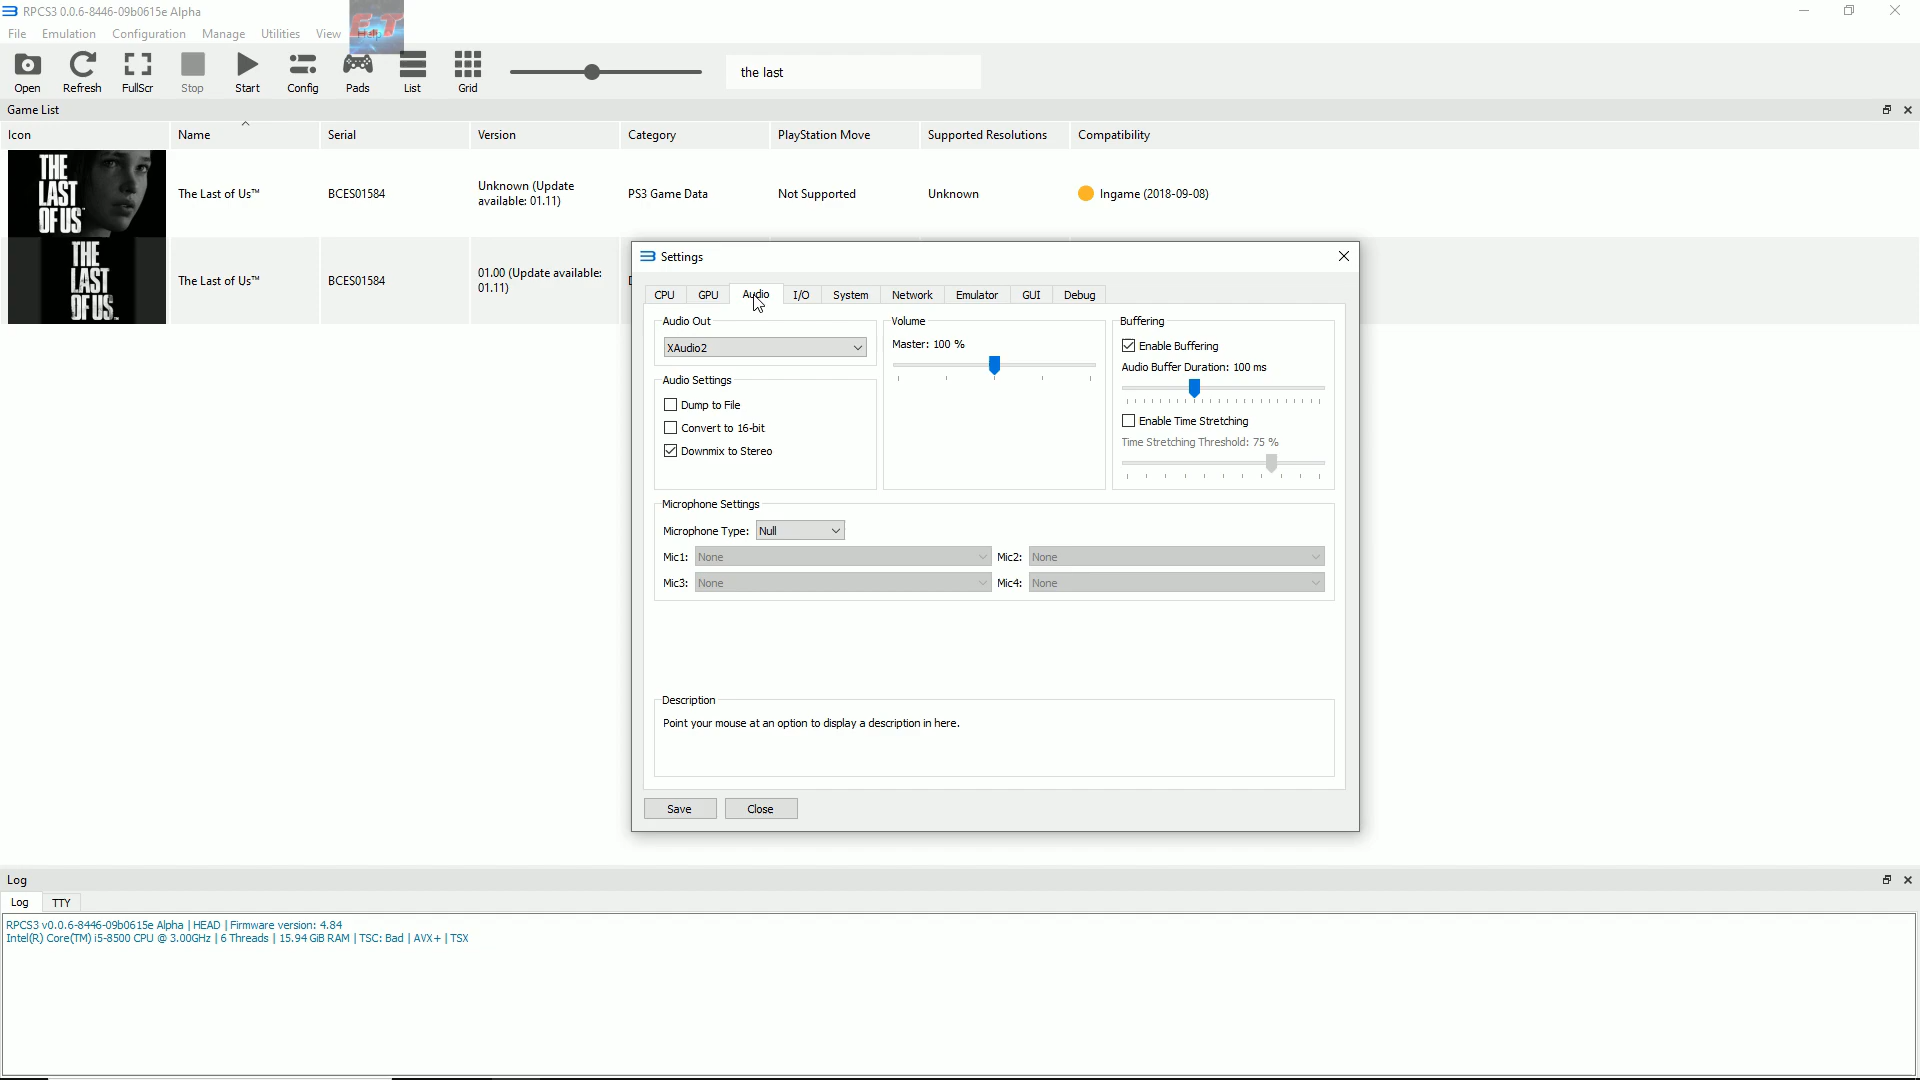 RPCS3 0.0.6-8446-09b0615e Alpha
File Emulation Configuration Manage Utilities View Help
ET
Open Refresh FullScr Stop Start Config Pads List Grid
the last
Game List
Icon Name Serial Version Category PlayStation Move Supported Resolutions Compatibility
THE
LAST
OF US
The Last of Us™ BCES01584 Unknown (Update
available: 01.11) PS3 Game Data Not Supported Unknown Ingame (2018-09-08)
THE
LAST
OF US
The Last of Us™ BCES01584 01.00 (Update available:
01.11)
Settings
CPU GPU Audio I/O System Network Emulator GUI Debug
Audio Out
XAudio2
Audio Settings
Dump to File
Convert to 16-bit
Downmix to Stereo
Volume
Master: 100 %
Buffering
Enable Buffering
Audio Buffer Duration: 100 ms
Enable Time Stretching
Time Stretching Threshold: 75 %
Microphone Settings
Microphone Type: Null
Mic1: None Mic2: None
Mic3: None Mic4: None
Description
Point your mouse at an option to display a description in here.
Save Close
Log
Log TTY
RPCS3 v0.0.6-8446-09b0615e Alpha | HEAD | Firmware version: 4.84
Intel(R) Core(TM) i5-8500 CPU @ 3.00GHz | 6 Threads | 15.94 GiB RAM | TSC: Bad | AVX+ | TSX